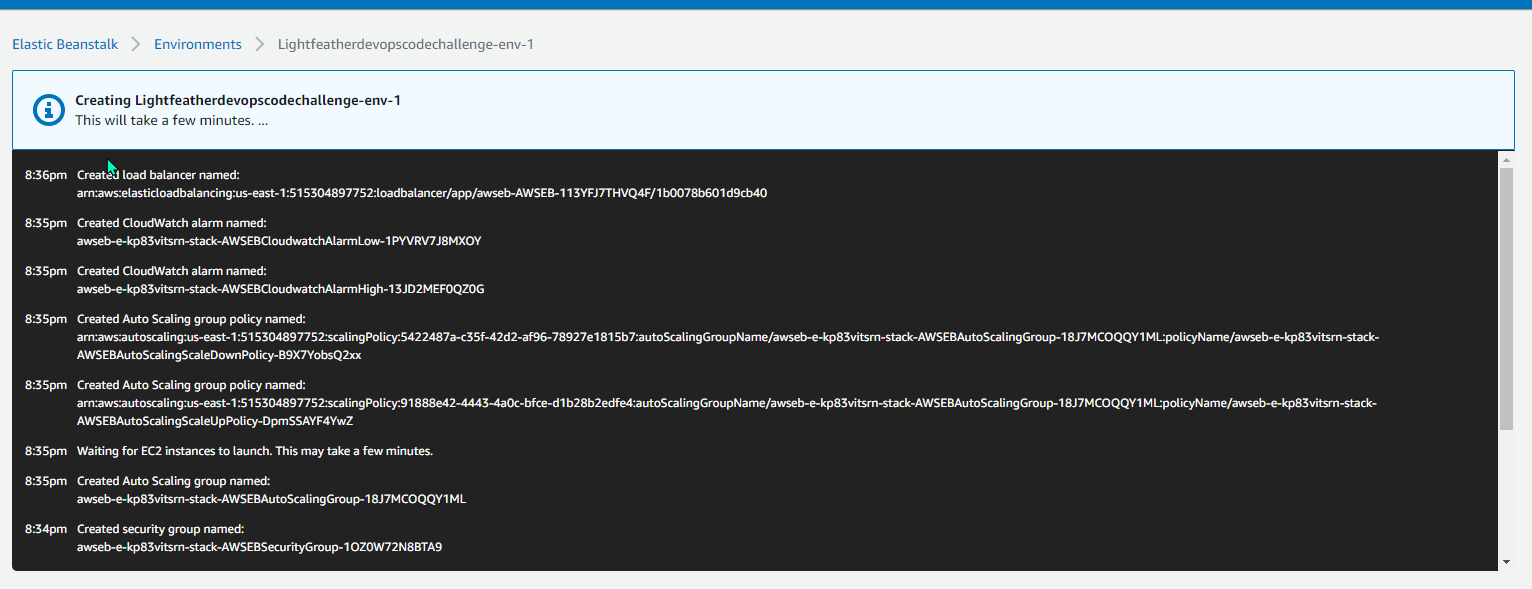 Elastic Beanstalk > Environments > Lightfeatherdevopscodechallenge-env-1
Creating Lightfeatherdevopscodechallenge-env-1
This will take a few minutes. ...
8:36pm Created load balancer named:
arn:aws:elasticloadbalancing:us-east-1:515304897752:loadbalancer/app/awseb-AWSEB-113YFJ7THVQ4F/1b0078b601d9cb40
8:35pm Created CloudWatch alarm named:
awseb-e-kp83vitsrn-stack-AWSEBCloudwatchAlarmLow-1PYVRV7J8MXOY
8:35pm Created CloudWatch alarm named:
awseb-e-kp83vitsrn-stack-AWSEBCloudwatchAlarmHigh-13JD2MEF0QZ0G
8:35pm Created Auto Scaling group policy named:
arn:aws:autoscaling:us-east-1:515304897752:scalingPolicy:5422487a-c35f-42d2-af96-78927e1815b7:autoScalingGroupName/awseb-e-kp83vitsrn-stack-AWSEBAutoScalingGroup-18J7MCOQQY1ML:policyName/awseb-e-kp83vitsrn-stack-
AWSEBAutoScalingScaleDownPolicy-B9X7YobsQ2xx
8:35pm Created Auto Scaling group policy named:
arn:aws:autoscaling:us-east-1:515304897752:scalingPolicy:91888e42-4443-4a0c-bfce-d1b28b2edfe4:autoScalingGroupName/awseb-e-kp83vitsrn-stack-AWSEBAutoScalingGroup-18J7MCOQQY1ML:policyName/awseb-e-kp83vitsrn-stack-
AWSEBAutoScalingScaleUpPolicy-DpmSSAYF4YwZ
8:35pm Waiting for EC2 instances to launch. This may take a few minutes.
8:35pm Created Auto Scaling group named:
awseb-e-kp83vitsrn-stack-AWSEBAutoScalingGroup-18J7MCOQQY1ML
8:34pm Created security group named:
awseb-e-kp83vitsrn-stack-AWSEBSecurityGroup-1OZ0W72N8BTA9